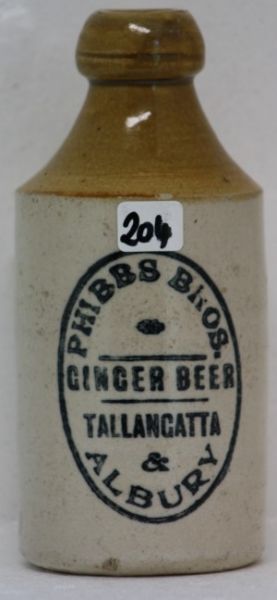 204
PHIBBS BROS.
GINGER BEER
TALLANGATTA
&
ALBURY